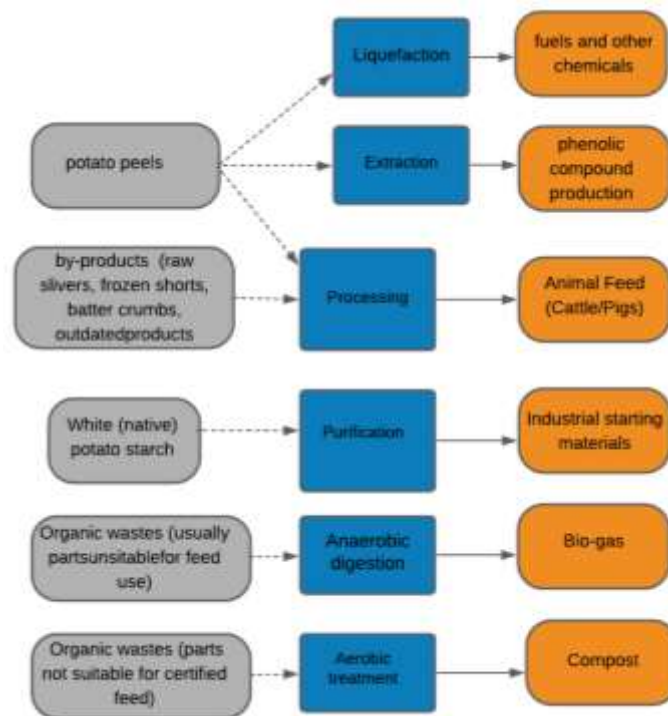 Liquefaction
fuels and other
chemicals
potato peels
Extraction
phenolic
compound
production
by-products (raw
slivers, frozen shorts,
batter crumbs,
outdatedproducts
Processing
Animal Feed
(Cattle/Pigs)
White (native)
potato starch
Purification
Industrial starting
materials
Organic wastes (usually
partsunsitablefor feed
use)
Anaerobic
digestion
Bio-gas
Organic wastes (parts
not suitable for certified
feed)
Aerobic
treatment
Compost